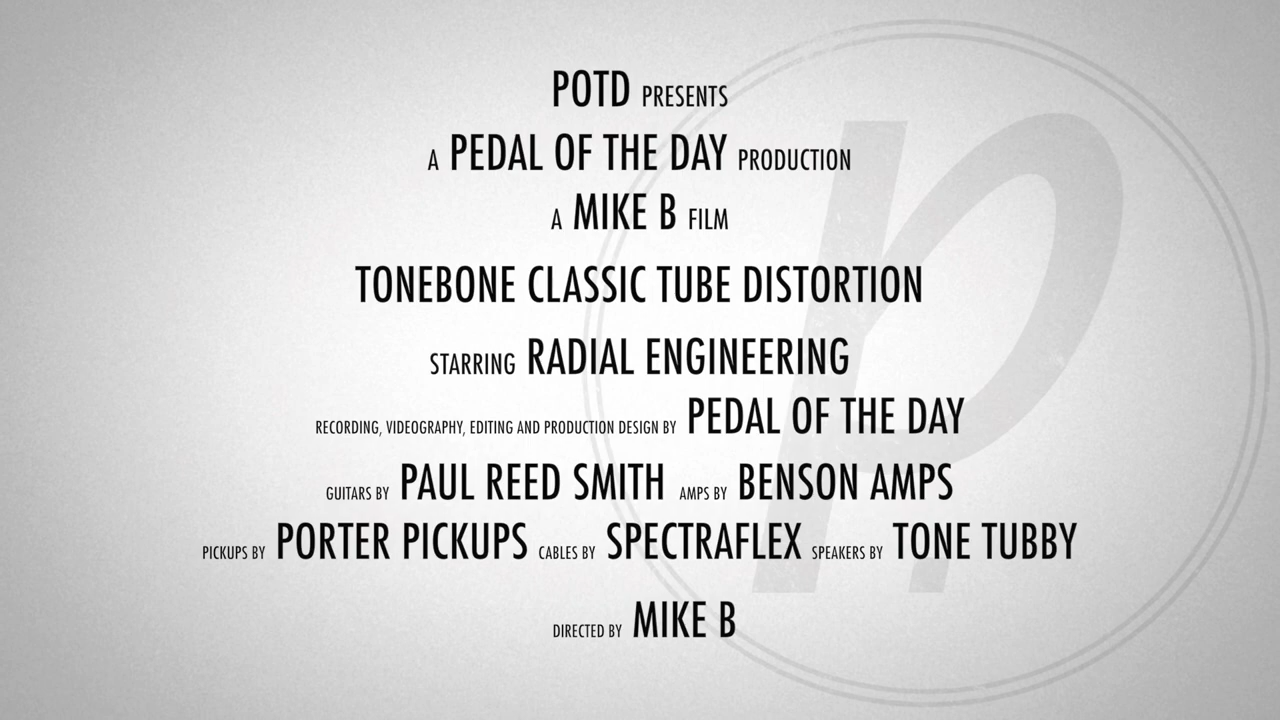 POTD PRESENTS
A PEDAL OF THE DAY PRODUCTION
A MIKE B FILM
TONEBONE CLASSIC TUBE DISTORTION
STARRING RADIAL ENGINEERING
RECORDING, VIDEOGRAPHY, EDITING AND PRODUCTION DESIGN BY PEDAL OF THE DAY
GUITARS BY PAUL REED SMITH AMPS BY BENSON AMPS
PICKUPS BY PORTER PICKUPS CABLES BY SPECTRAFLEX SPEAKERS BY TONE TUBBY
DIRECTED BY MIKE B
p